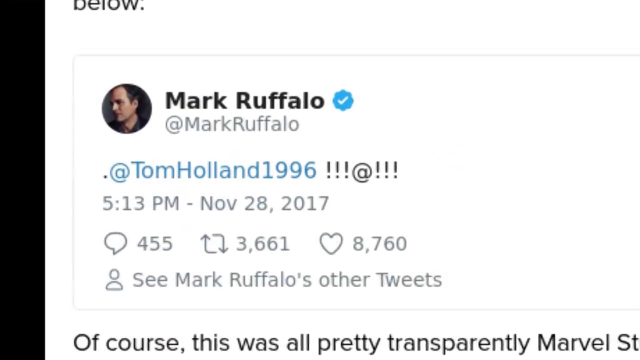 below:
Mark Ruffalo
@MarkRuffalo
.@TomHolland1996 !!!@!!!
5:13 PM - Nov 28, 2017
455 3,661 8,760
See Mark Ruffalo's other Tweets
Of course, this was all pretty transparently Marvel St